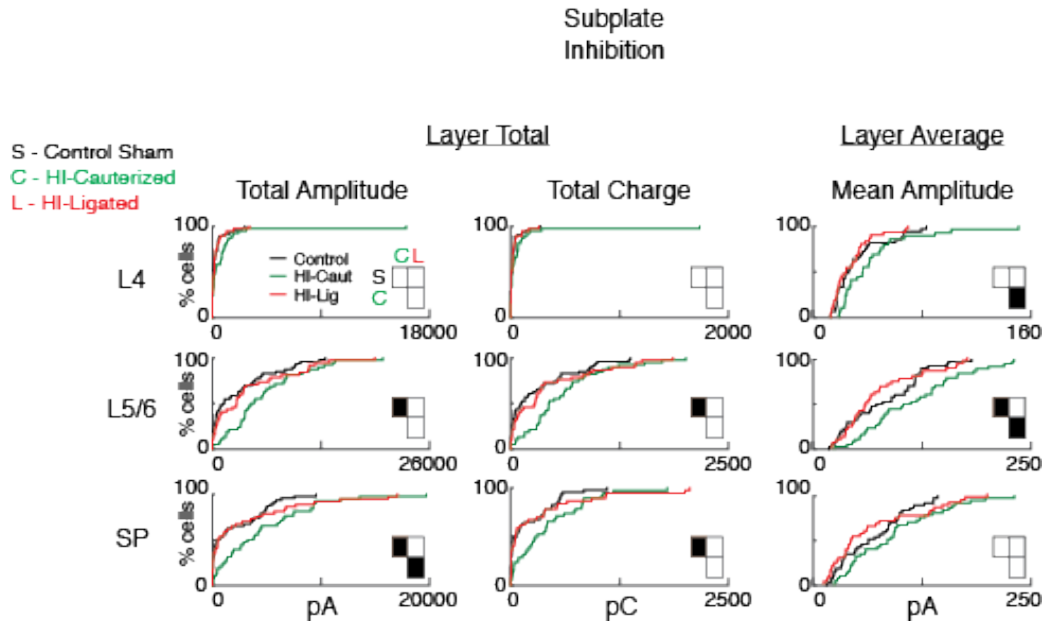 Subplate
Inhibition
Layer Total
Layer Average
S - Control Sham
C - HI-Cauterized
L - HI-Ligated
Total Amplitude
Total Charge
Mean Amplitude
L4
% cells
100
0
0
18000
Control
HI-Caut
HI-Lig
C L
S
C
100
0
0
2000
100
0
0
160
L5/6
% cells
100
0
0
26000
100
0
0
2500
100
0
0
250
SP
% cells
100
0
0
pA
20000
100
0
0
pC
2500
100
0
0
pA
250